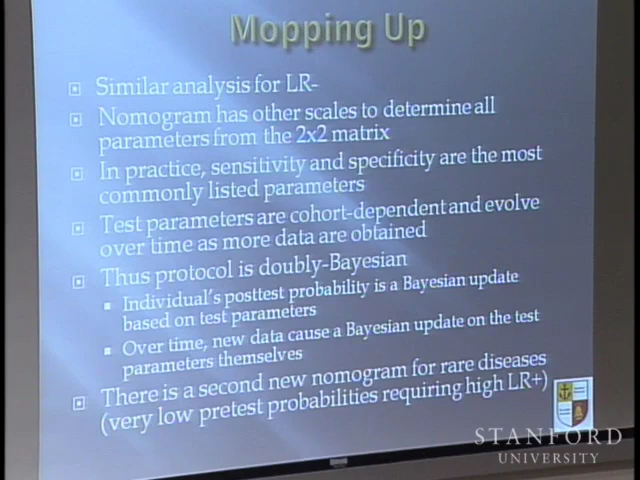 Mopping Up
Similar analysis for LR-
Nomogram has other scales to determine all
parameters from the 2x2 matrix
In practice, sensitivity and specificity are the most
commonly listed parameters
Test parameters are cohort-dependent and evolve
over time as more data are obtained
Thus protocol is doubly-Bayesian
Individual's posttest probability is a Bayesian update
based on test parameters
Over time, new data cause a Bayesian update on the test
parameters themselves
There is a second new nomogram for rare diseases
(very low pretest probabilities requiring high LR+)
STANFORD
UNIVERSITY